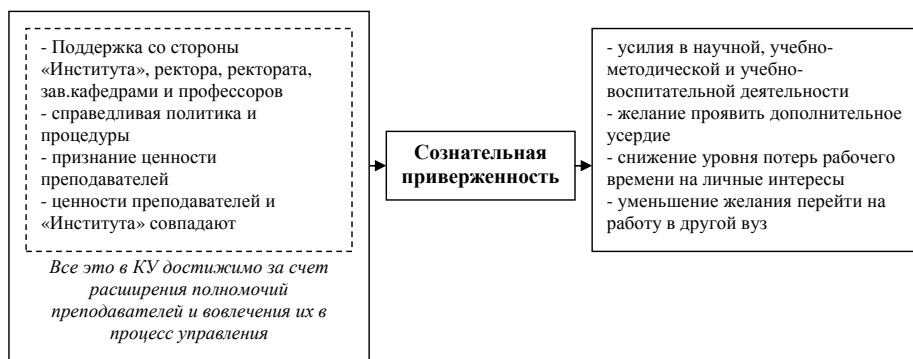 - Поддержка со стороны
«Института», ректора, ректората,
зав.кафедрами и профессоров
- справедливая политика и
процедуры
- признание ценности
преподавателей
- ценности преподавателей и
«Института» совпадают
Все это в КУ достижимо за счет
расширения полномочий
преподавателей и вовлечения их в
процесс управления
Сознательная
приверженность
- усилия в научной, учебно-
методической и учебно-
воспитательной деятельности
- желание проявить дополнительное
усердие
- снижение уровня потерь рабочего
времени на личные интересы
- уменьшение желания перейти на
работу в другой вуз